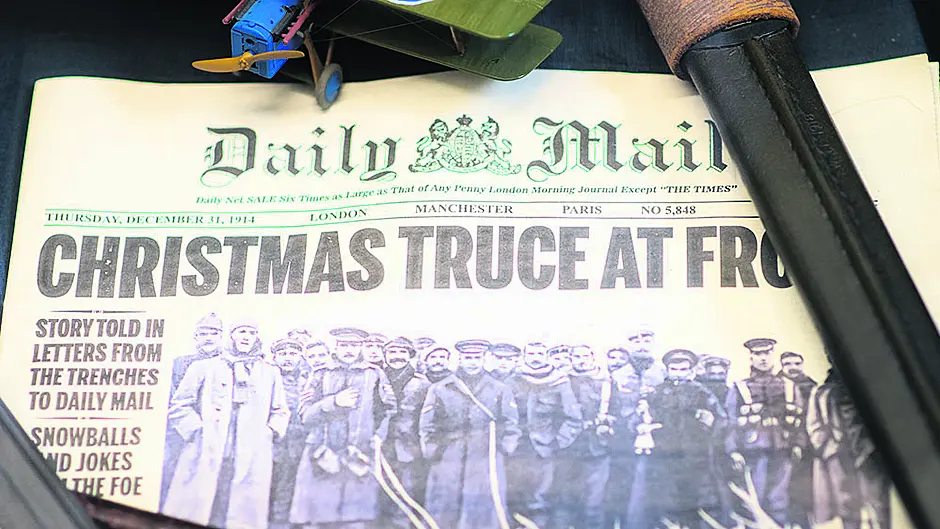 Daily Mail
Daily Net SALE Six Times as Large as That of Any Penny London Morning Journal Except "THE TIMES"
THURSDAY, DECEMBER 31, 1914 LONDON MANCHESTER PARIS NO 5,848
CHRISTMAS TRUCE AT FRO
STORY TOLD IN
LETTERS FROM
THE TRENCHES
TO DAILY MAIL
SNOWBALLS
ND JOKES
THE FOE